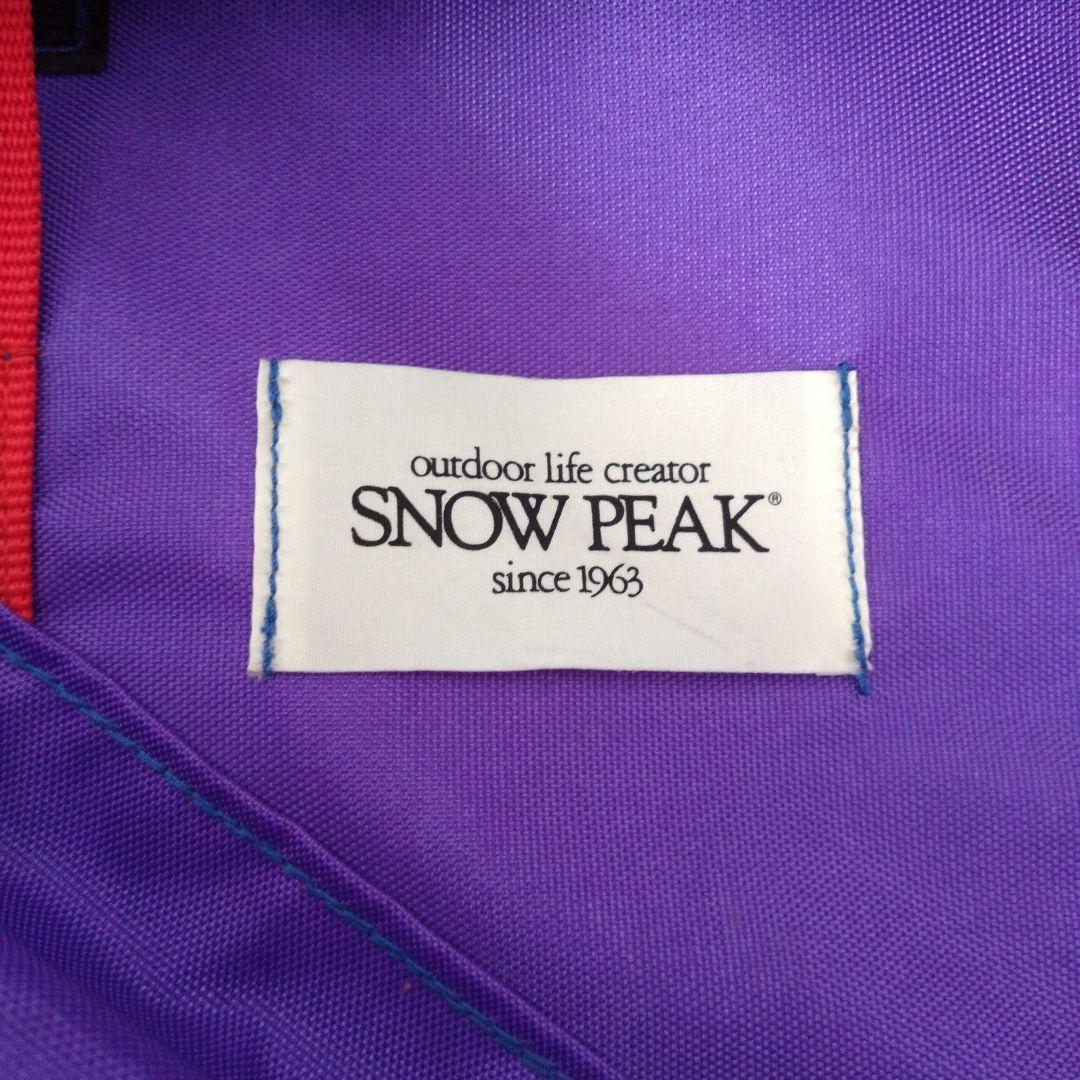 outdoor life creator
SNOW PEAK®
since 1963